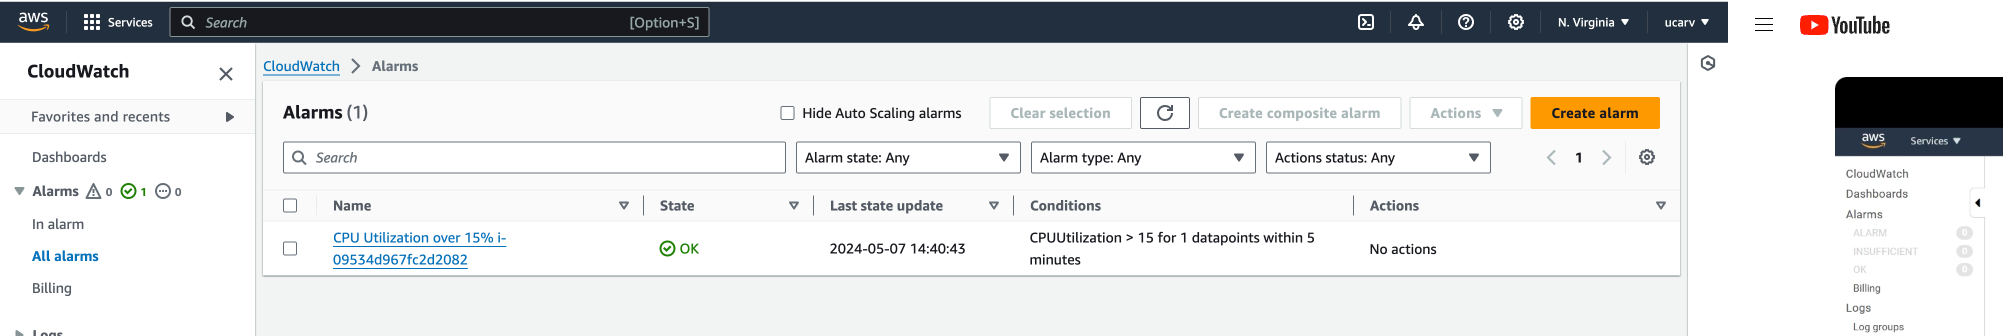 aws
Services
Search
[Option+S]
N. Virginia
ucarv
CloudWatch
Favorites and recents
Dashboards
Alarms 0 1 0
In alarm
All alarms
Billing
Logs
CloudWatch > Alarms
Alarms (1)
Hide Auto Scaling alarms
Clear selection
Create composite alarm
Actions
Create alarm
Search
Alarm state: Any
Alarm type: Any
Actions status: Any
1
Name
State
Last state update
Conditions
Actions
CPU Utilization over 15% i-
09534d967fc2d2082
OK
2024-05-07 14:40:43
CPUUtilization > 15 for 1 datapoints within 5
minutes
No actions
YouTube
aws
Services
CloudWatch
Dashboards
Alarms
ALARM 0
INSUFFICIENT 0
OK 0
Billing
Logs
Log groups